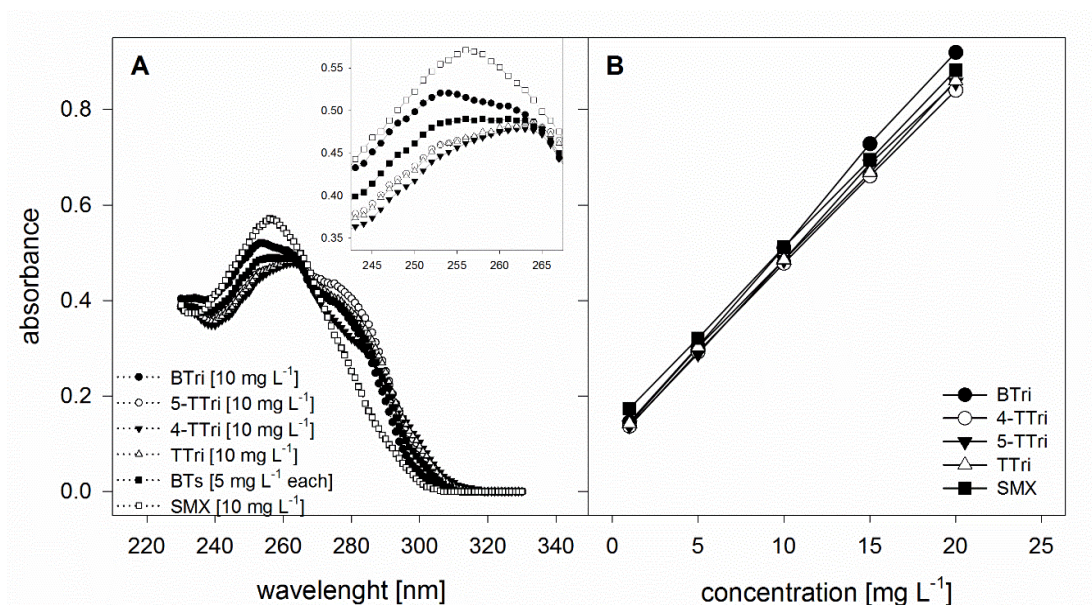 A
B
absorbance
0.8
0.6
0.4
0.2
0.0
0.55
0.50
0.45
0.40
0.35
245 250 255 260 265
BTri [10 mg L⁻¹]
5-TTri [10 mg L⁻¹]
4-TTri [10 mg L⁻¹]
TTri [10 mg L⁻¹]
BTs [5 mg L⁻¹ each]
SMX [10 mg L⁻¹]
BTri
4-TTri
5-TTri
TTri
SMX
220 240 260 280 300 320 340
0 5 10 15 20 25
wavelenght [nm]
concentration [mg L⁻¹]